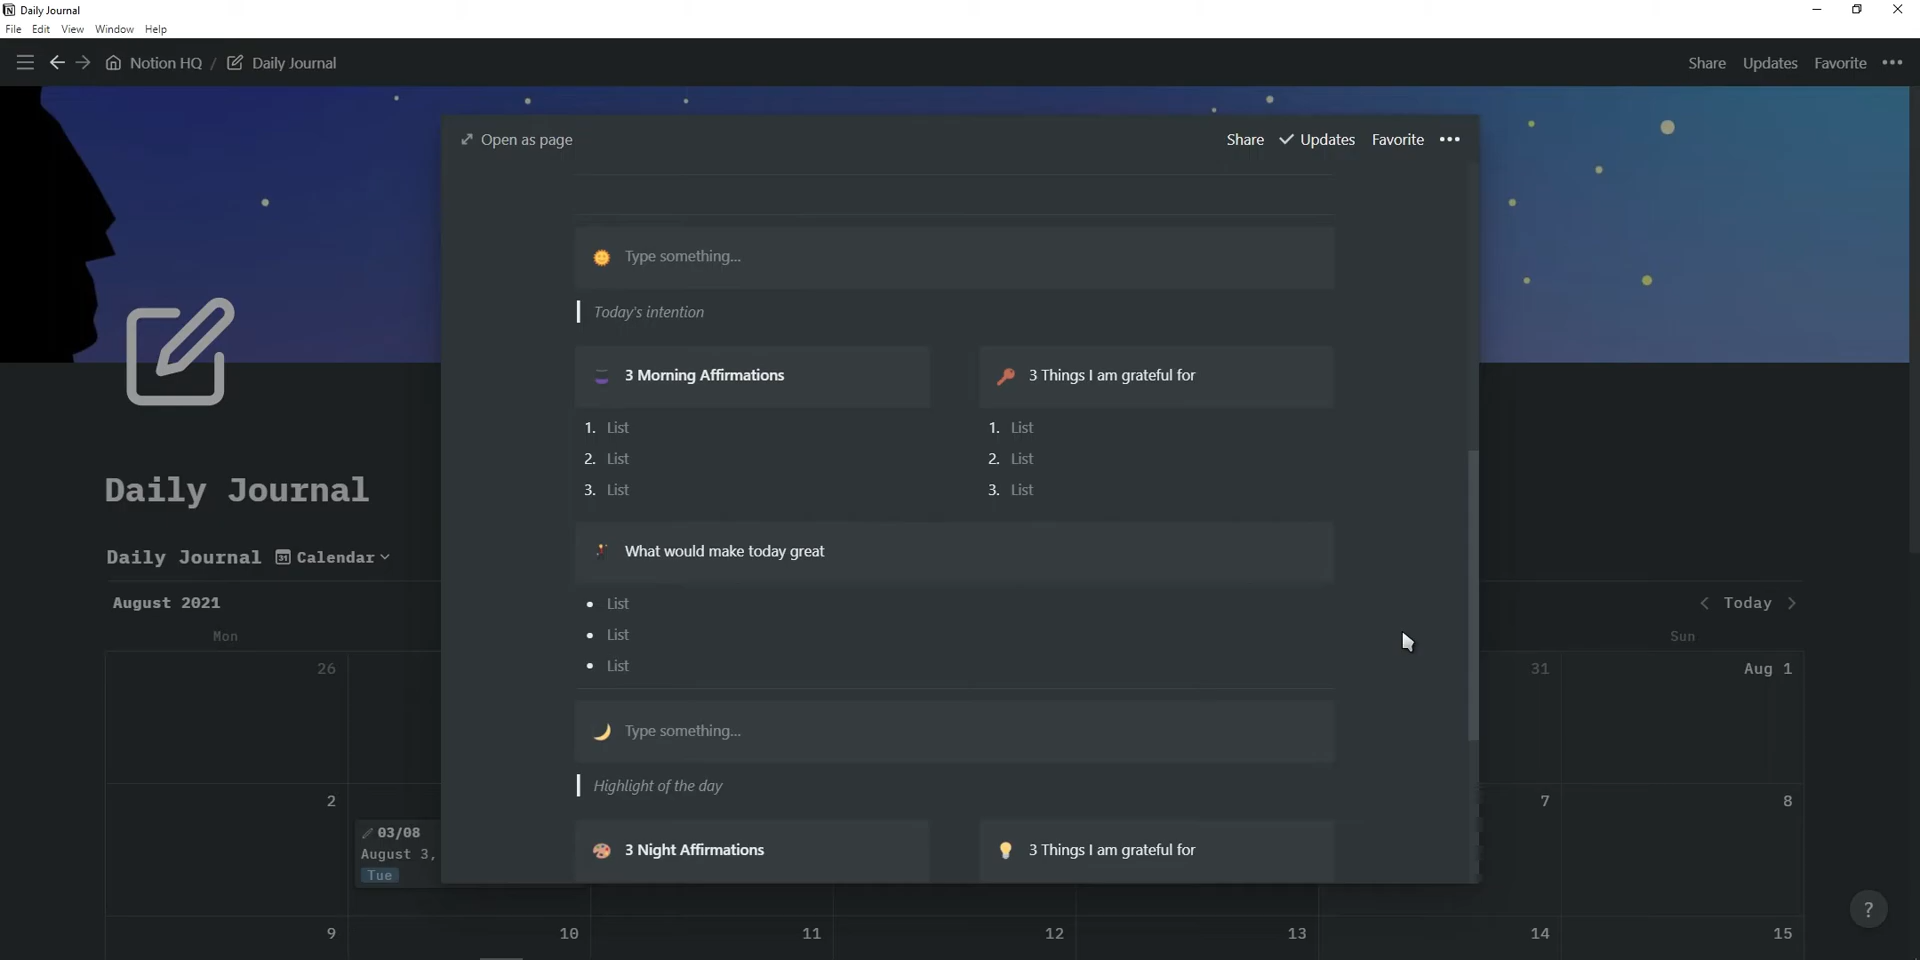 Daily Journal
File Edit View Window Help
Notion HQ / Daily Journal
Share Updates Favorite •••
Open as page
Share Updates Favorite •••
Type something...
Today's intention
3 Morning Affirmations
3 Things I am grateful for
1. List
2. List
3. List
1. List
2. List
3. List
What would make today great
• List
• List
• List
Type something...
Highlight of the day
3 Night Affirmations
3 Things I am grateful for
Daily Journal
Daily Journal 31 Calendar
August 2021
Today
Mon
Sun
26
31
Aug 1
2
03/08
August 3,
Tue
7
8
9
10
11
12
13
14
15
?